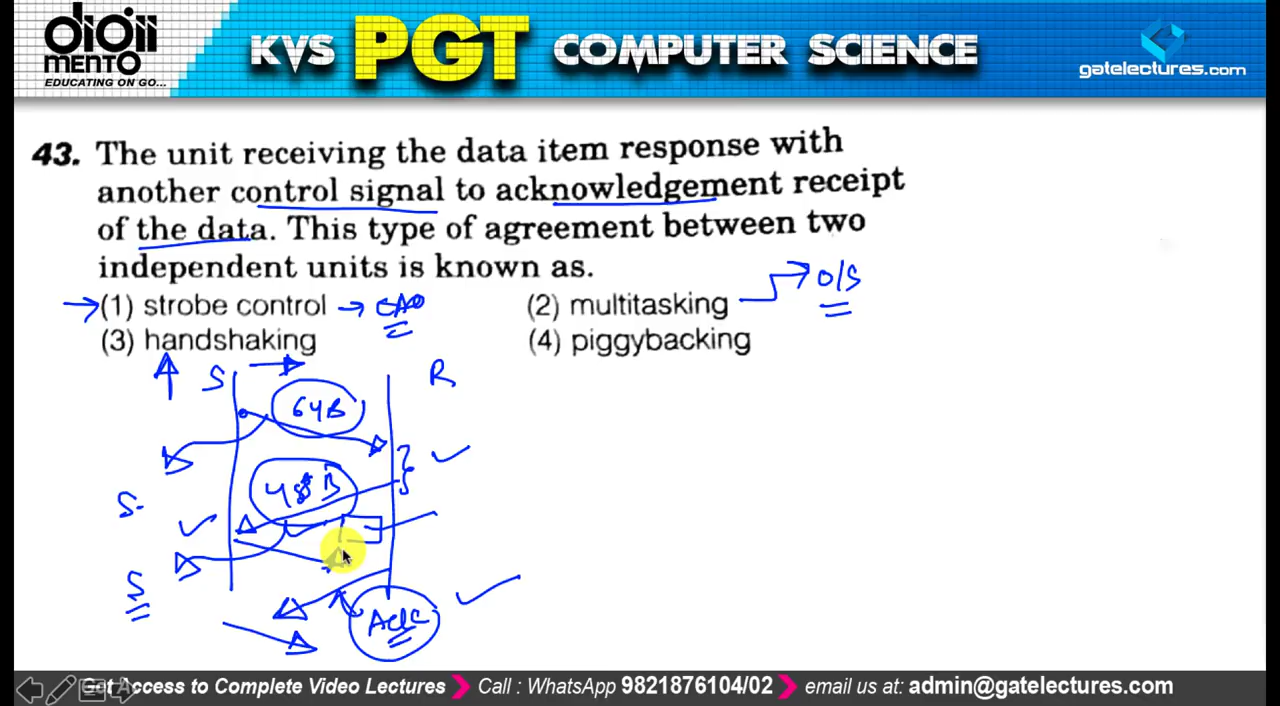 digii
mento
EDUCATING ON GO...
KVS PGT COMPUTER SCIENCE
gatelectures.com
43. The unit receiving the data item response with
another control signal to acknowledgement receipt
of the data. This type of agreement between two
independent units is known as.
O/S
(1) strobe control
(2) multitasking
(3) handshaking
(4) piggybacking
S
R
64B
S
S
ACK
Get Access to Complete Video Lectures Call : WhatsApp 9821876104/02 email us at: admin@gatelectures.com